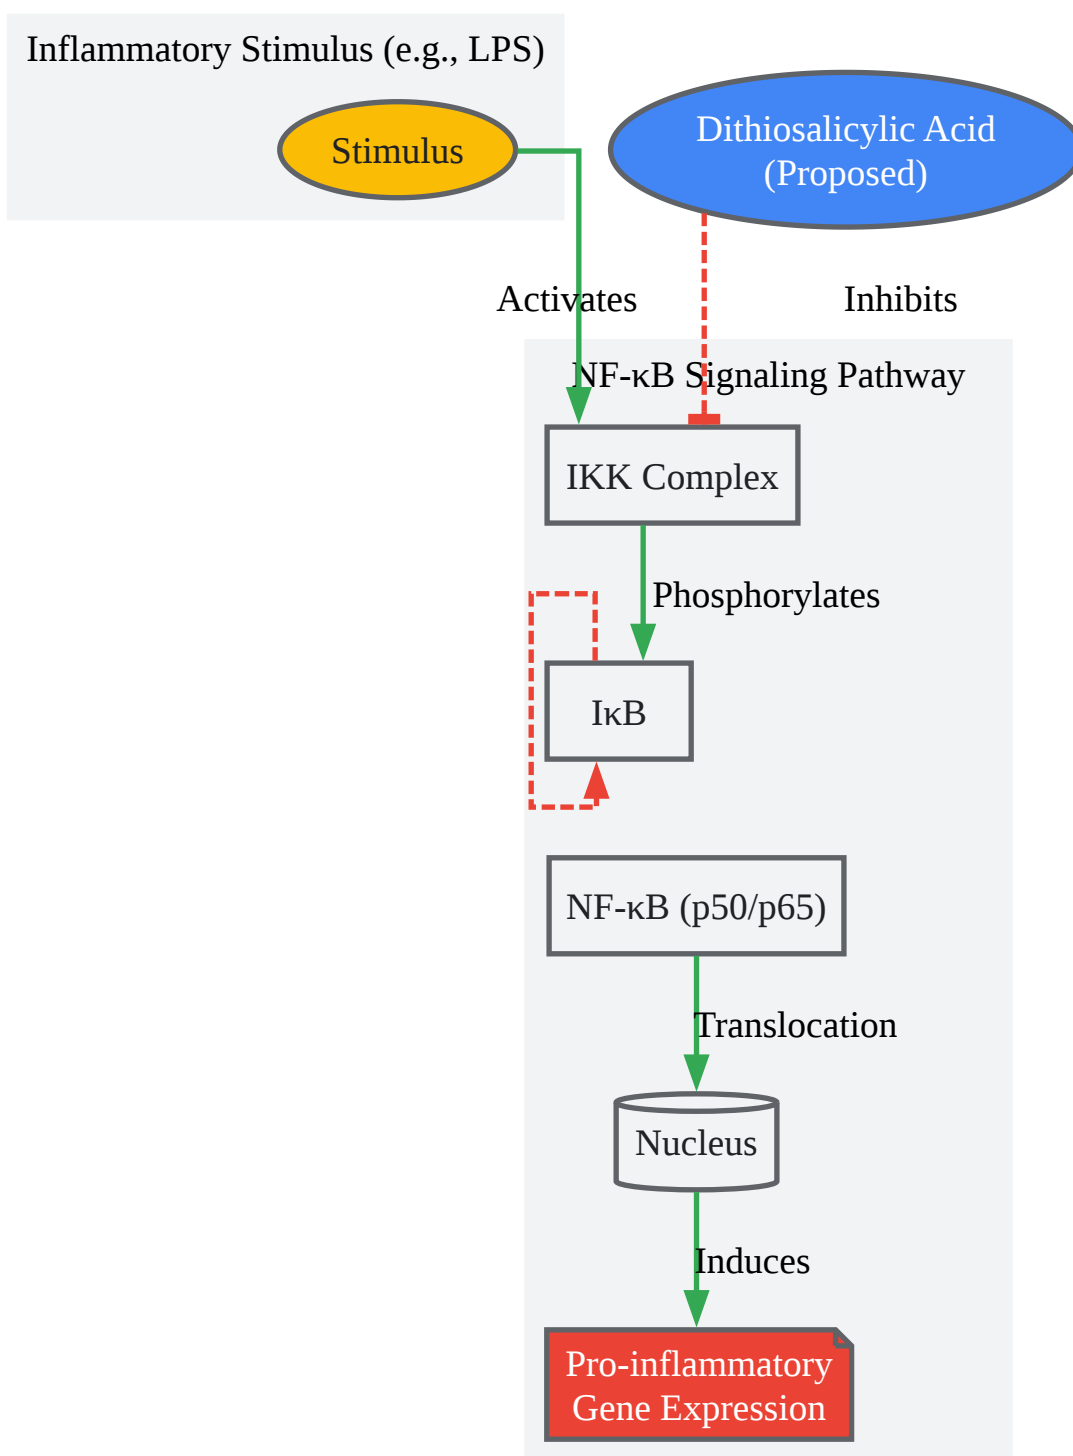 Inflammatory Stimulus (e.g., LPS)
Stimulus
Dithiosalicylic Acid
(Proposed)
Activates
Inhibits
NF-κB Signaling Pathway
IKK Complex
Phosphorylates
IκB
NF-κB (p50/p65)
Translocation
Nucleus
Induces
Pro-inflammatory
Gene Expression